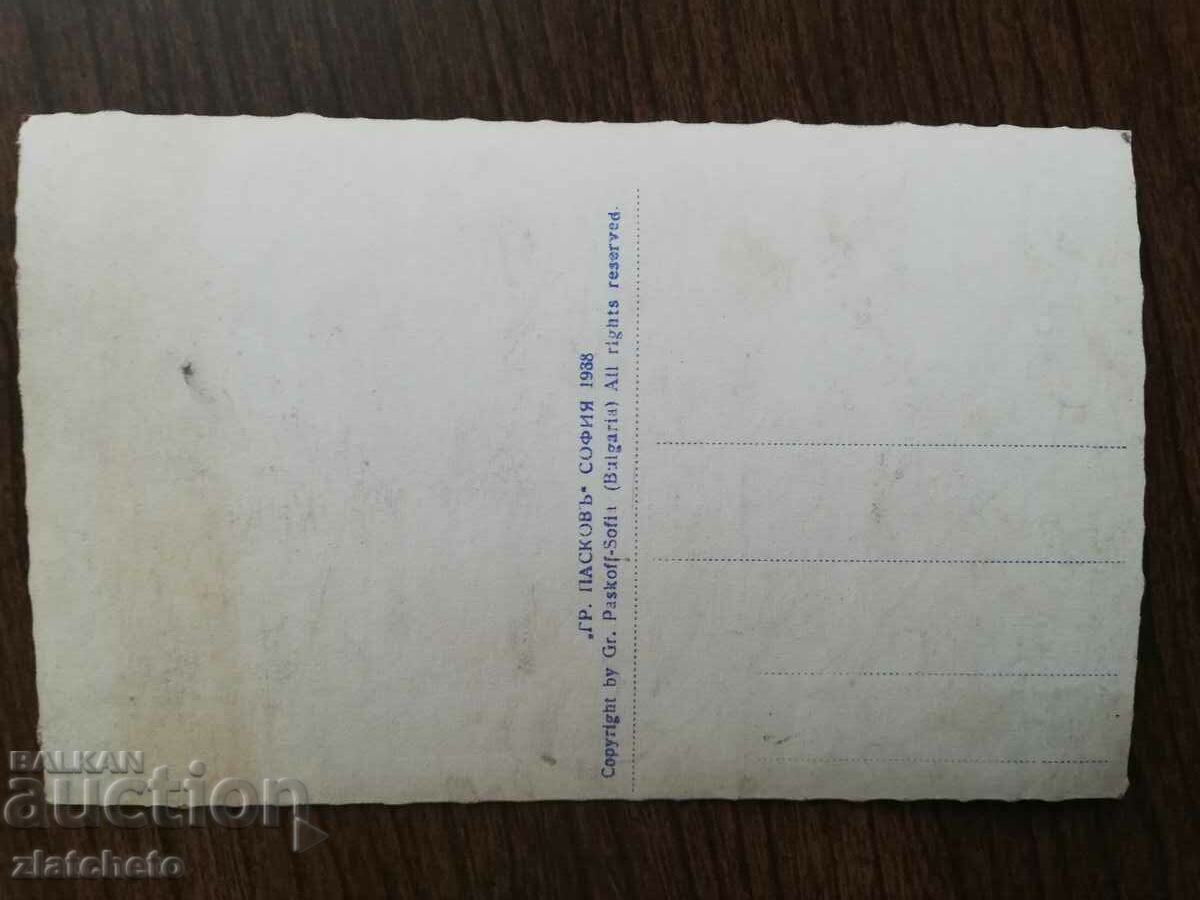 „ГР. ПАСКОВЪ“ СОФИЯ 1938
Copyright by Gr. Paskoff-Sofia (Bulgaria) All rights reserved.
BALKAN
auction
zlatcheto